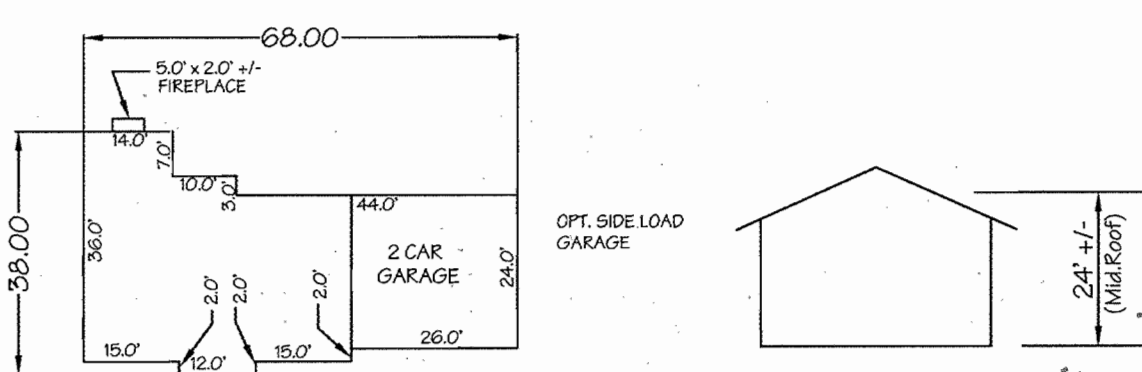 68.00
5.0' x 2.0' +/-
FIREPLACE
14.0'
7.0'
10.0'
3.0'
44.0'
38.00
36.0'
2 CAR
GARAGE
24.0'
OPT. SIDE LOAD
GARAGE
24' +/-
(Mid.Roof)
2.0'
2.0'
2.0'
26.0'
15.0'
12.0'
15.0'